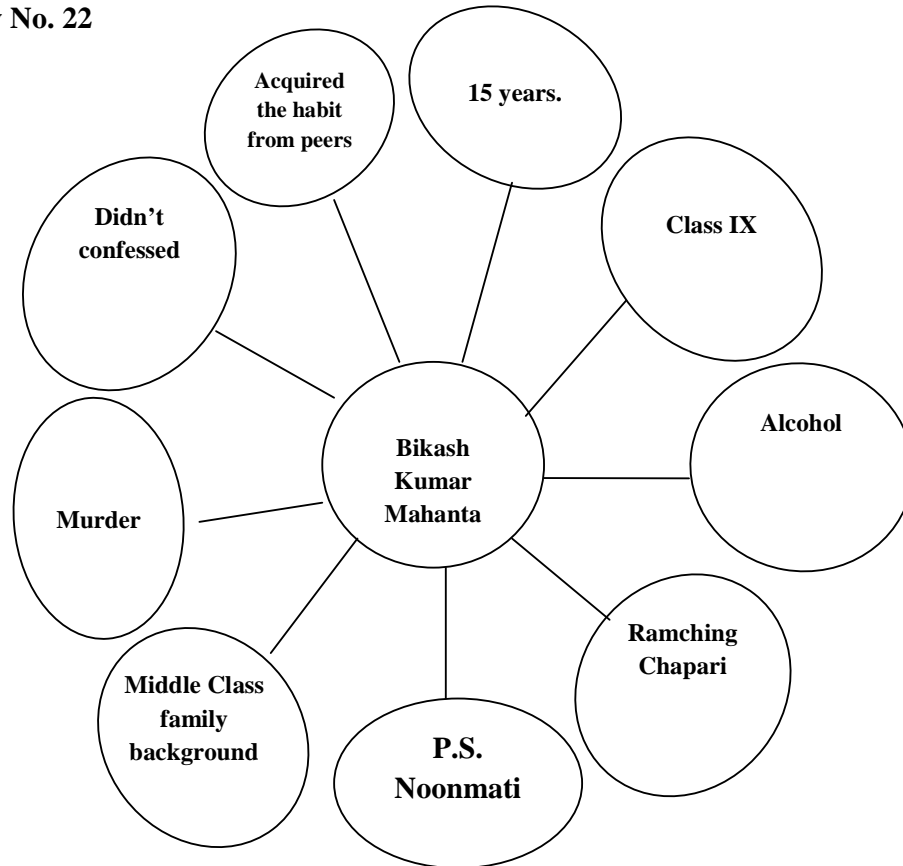 No. 22
Acquired
the habit
from peers
15 years.
Didn't
confessed
Class IX
Alcohol
Bikash
Kumar
Mahanta
Murder
Ramching
Chapari
Middle Class
family
background
P.S.
Noonmati